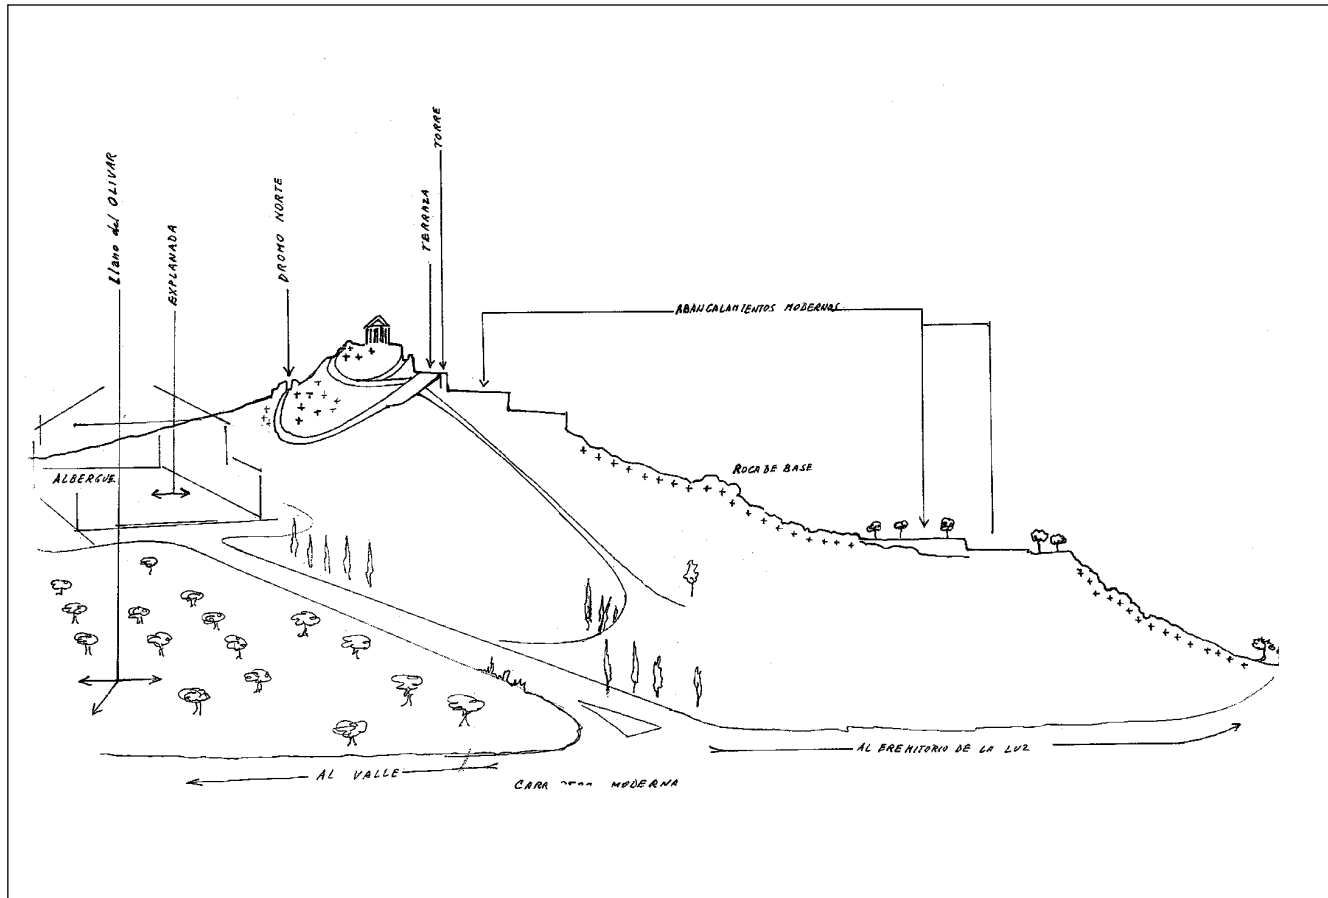 Llano del OLIVAR
EXPLANADA
DROMO NORTE
TERRAZA
TORRE
ABANCALAMIENTOS MODERNOS
ROCA DE BASE
ALBERGUE
AL EREMITORIO DE LA LUZ
AL VALLE
MODERNA